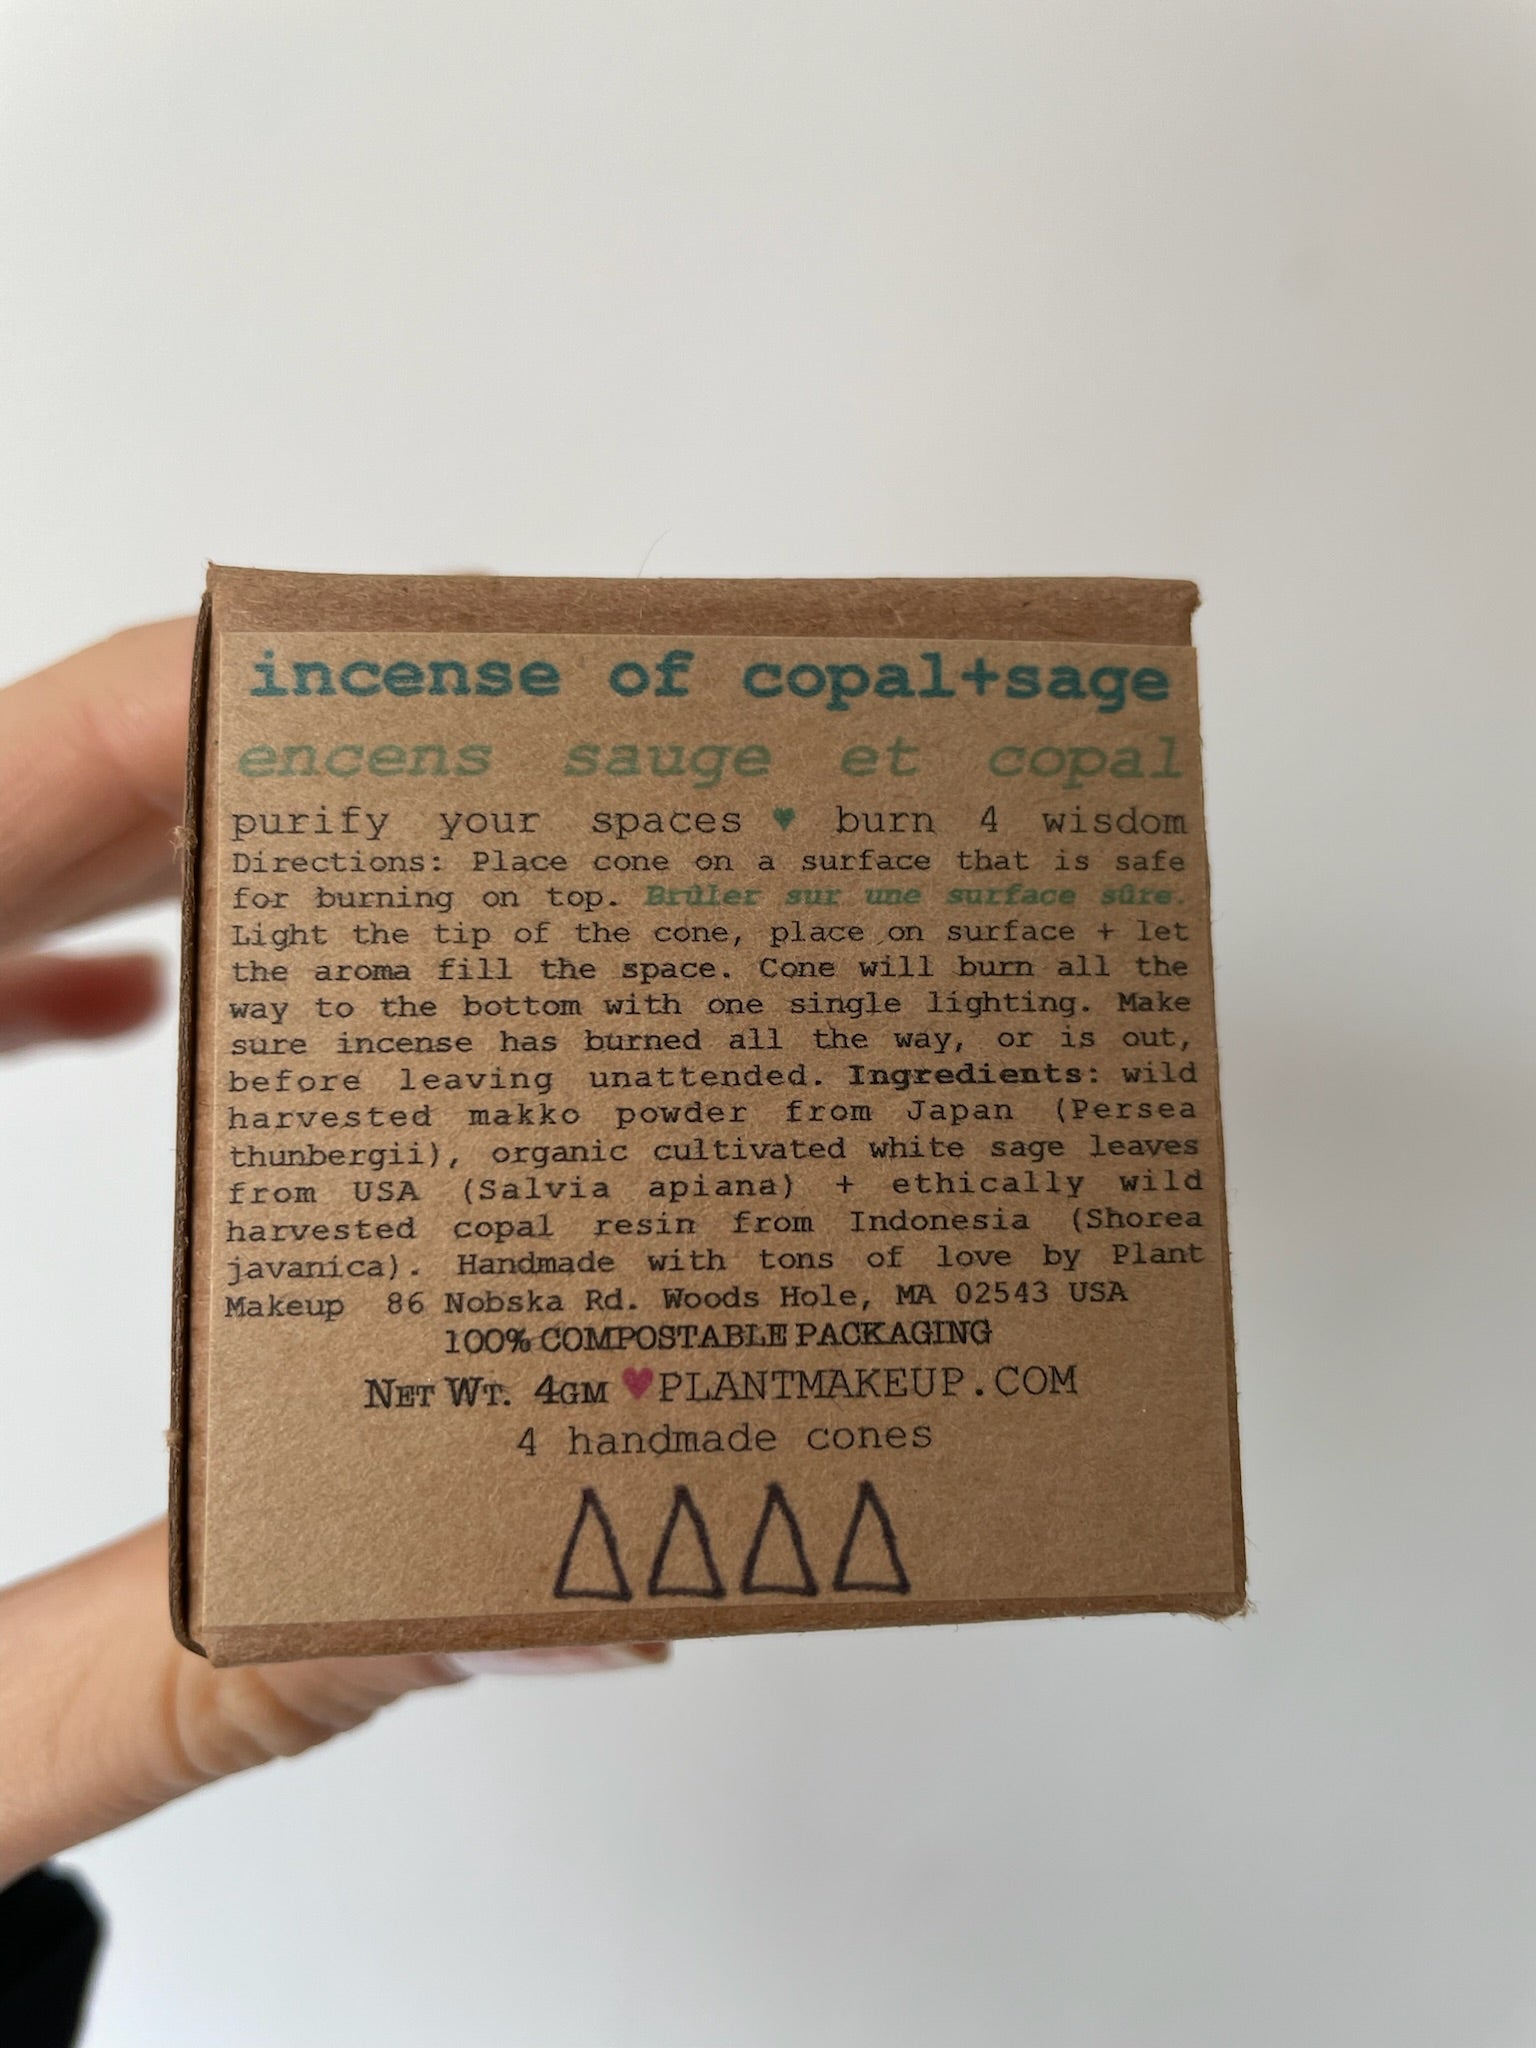 incense of copal+sage
encens sauge et copal
purify your spaces ♥ burn 4 wisdom
Directions: Place cone on a surface that is safe
for burning on top. Brûler sur une surface sûre.
Light the tip of the cone, place on surface + let
the aroma fill the space. Cone will burn all the
way to the bottom with one single lighting. Make
sure incense has burned all the way, or is out,
before leaving unattended. Ingredients: wild
harvested makko powder from Japan (Persea
thunbergii), organic cultivated white sage leaves
from USA (Salvia apiana) + ethically wild
harvested copal resin from Indonesia (Shorea
javanica). Handmade with tons of love by Plant
Makeup 86 Nobska Rd. Woods Hole, MA 02543 USA
100% COMPOSTABLE PACKAGING
NET WT. 4GM ♥PLANTMAKEUP.COM
4 handmade cones